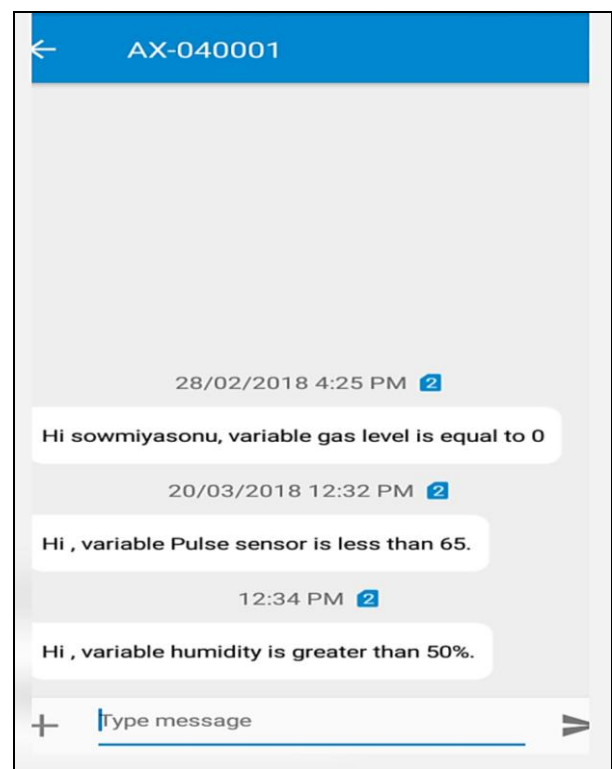 AX-040001
28/02/2018 4:25 PM 2
Hi sowmiyasonu, variable gas level is equal to 0
20/03/2018 12:32 PM 2
Hi , variable Pulse sensor is less than 65.
12:34 PM 2
Hi , variable humidity is greater than 50%.
Type message